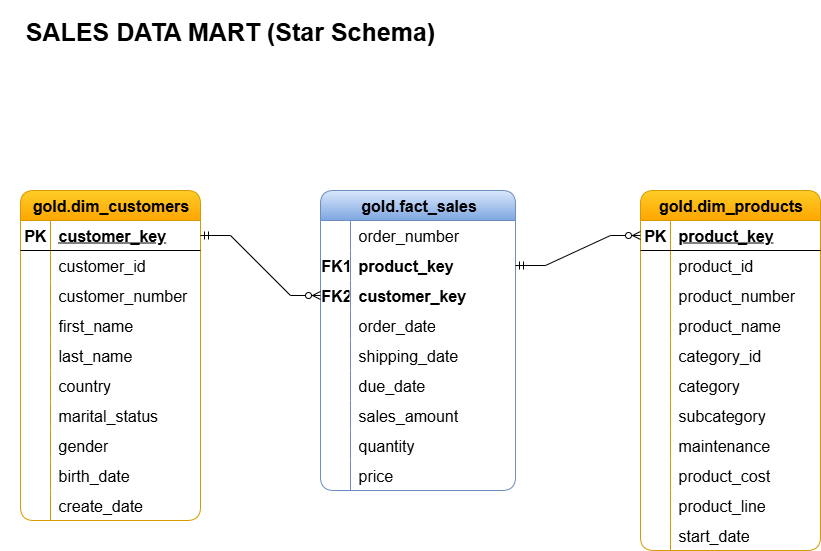 SALES DATA MART (Star Schema)
gold.dim_customers
PK customer_key
customer_id
customer_number
first_name
last_name
country
marital_status
gender
birth_date
create_date
gold.fact_sales
order_number
FK1 product_key
FK2 customer_key
order_date
shipping_date
due_date
sales_amount
quantity
price
gold.dim_products
PK product_key
product_id
product_number
product_name
category_id
category
subcategory
maintenance
product_cost
product_line
start_date